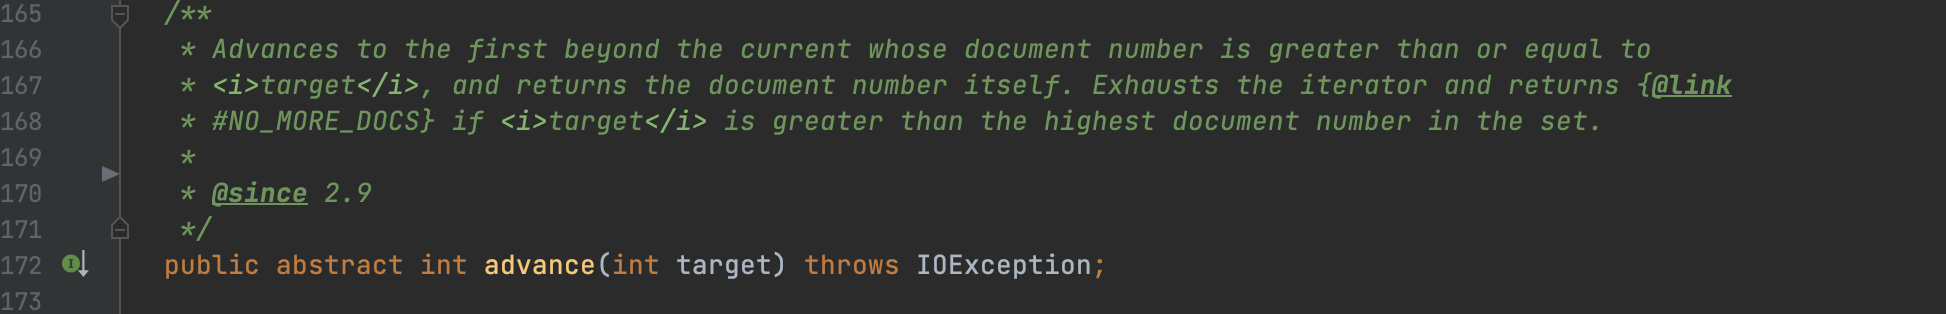 165 /**
166 * Advances to the first beyond the current whose document number is greater than or equal to
167 * <i>target</i>, and returns the document number itself. Exhausts the iterator and returns {@link
168 * #NO_MORE_DOCS} if <i>target</i> is greater than the highest document number in the set.
169 *
170 * @since 2.9
171 */
172 I public abstract int advance(int target) throws IOException;
173